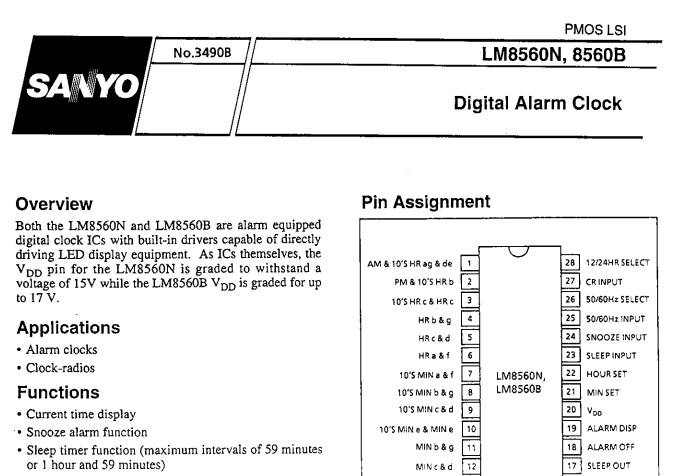 PMOS LSI
No.3490B
LM8560N, 8560B
SANYO
Digital Alarm Clock
Overview
Both the LM8560N and LM8560B are alarm equipped
digital clock ICs with built-in drivers capable of directly
driving LED display equipment. As ICs themselves, the
VDD pin for the LM8560N is graded to withstand a
voltage of 15V while the LM8560B VDD is graded for up
to 17 V.
Applications
• Alarm clocks
• Clock-radios
Functions
• Current time display
• Snooze alarm function
• Sleep timer function (maximum intervals of 59 minutes
or 1 hour and 59 minutes)
Pin Assignment
AM & 10'S HR ag & de 1 28 12/24HR SELECT
PM & 10'S HR b 2 27 CR INPUT
10'S HR c & HR c 3 26 50/60Hz SELECT
HR b & g 4 25 50/60Hz INPUT
HR c & d 5 24 SNOOZE INPUT
HR a & f 6 23 SLEEP INPUT
10'S MIN a & f 7 LM8560N, 22 HOUR SET
10'S MIN b & g 8 LM8560B 21 MIN SET
10'S MIN c & d 9 20 VDD
10'S MIN e & MIN e 10 19 ALARM DISP
MIN b & g 11 18 ALARM OFF
MIN c & d 12 17 SLEEP OUT